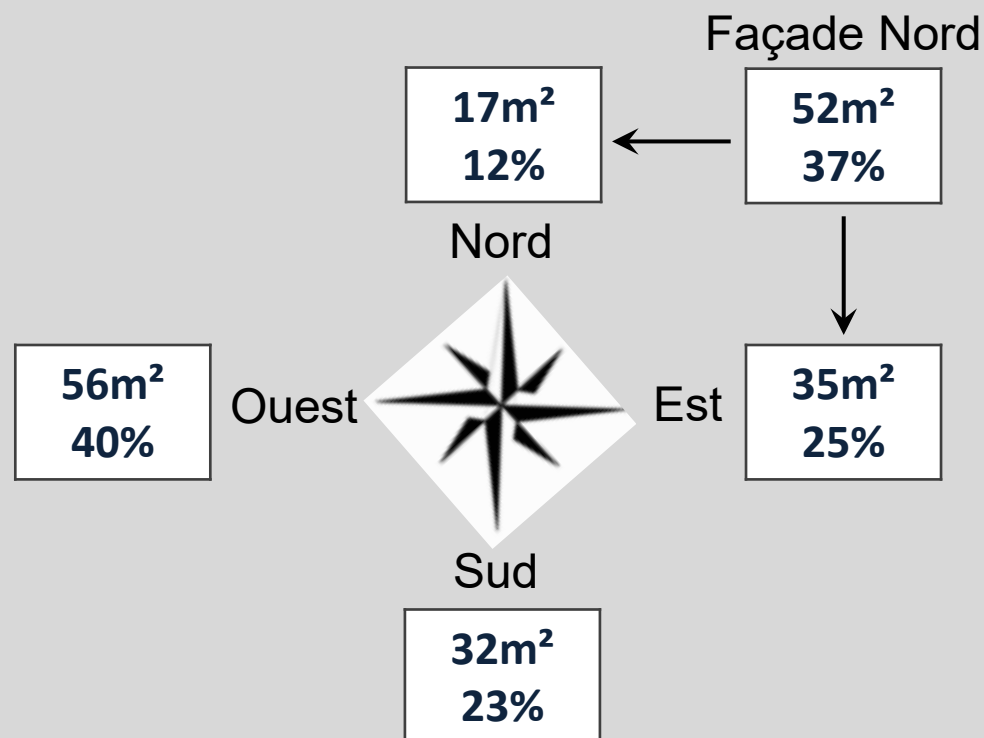 Façade Nord
17m²
12%
52m²
37%
Nord
56m²
40%
Ouest
Est
35m²
25%
Sud
32m²
23%